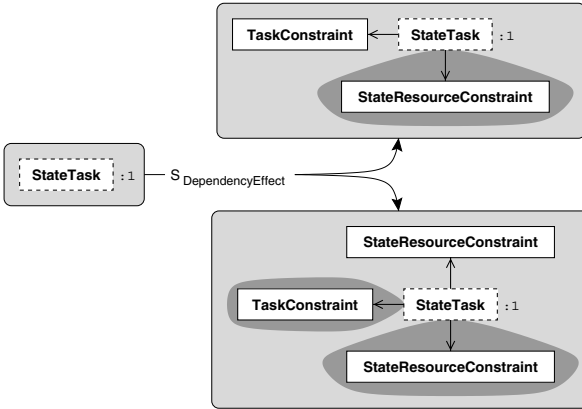 TaskConstraint
StateTask :1
StateResourceConstraint
StateTask :1
S DependencyEffect
StateResourceConstraint
TaskConstraint
StateTask :1
StateResourceConstraint